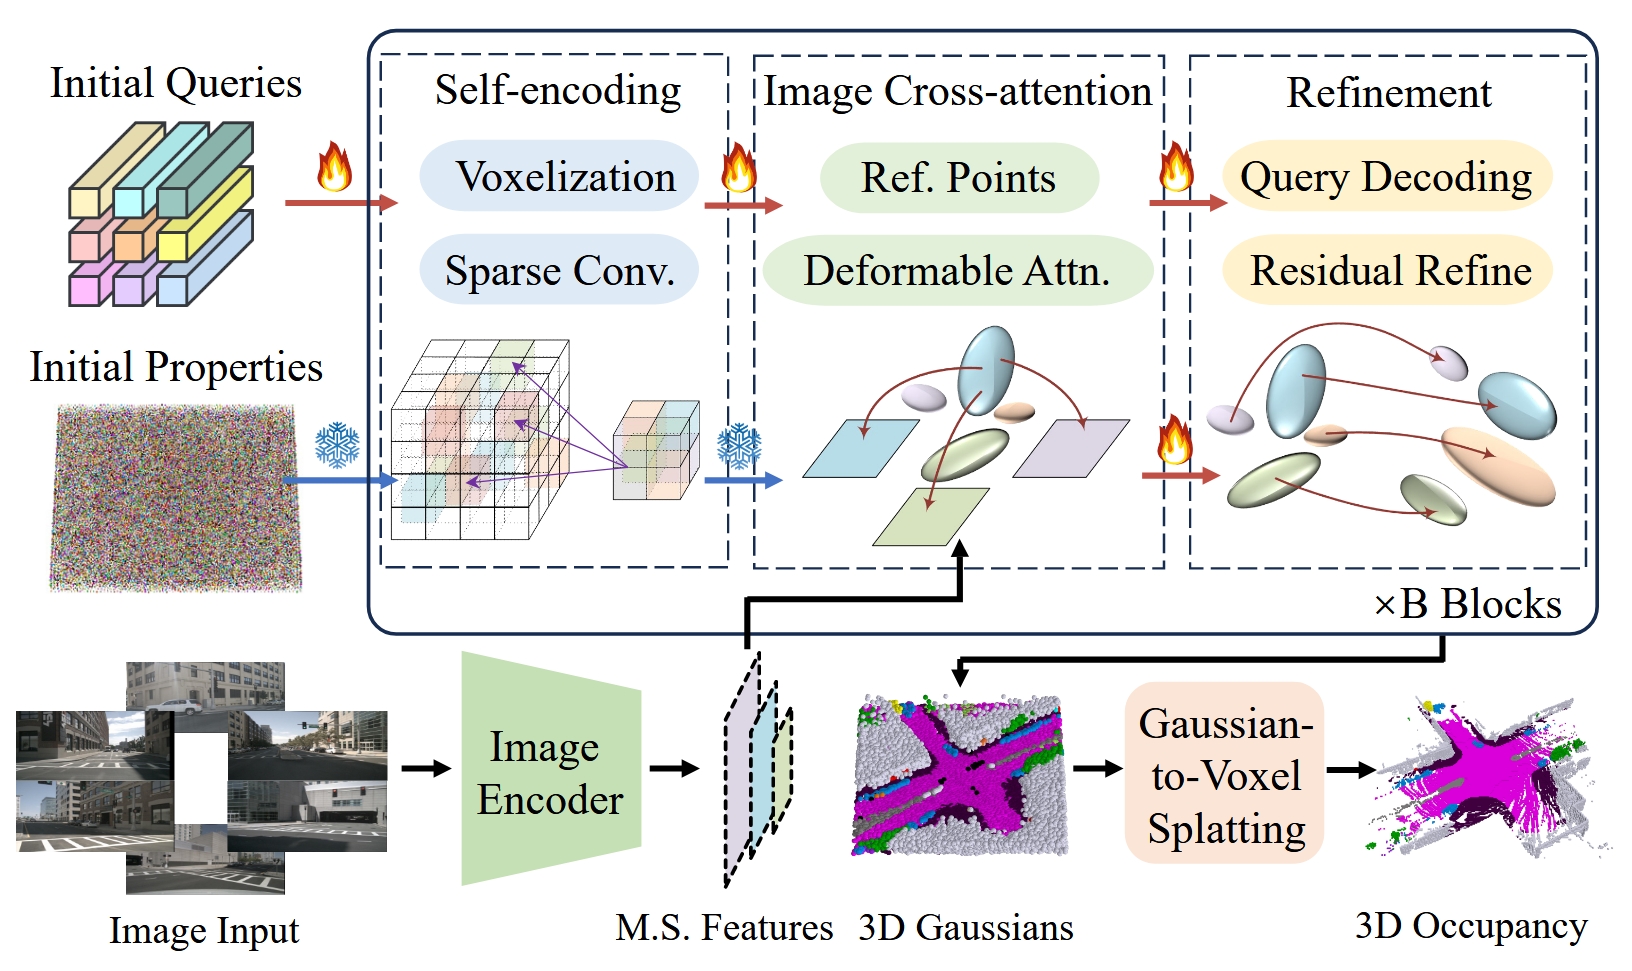 Initial Queries
Self-encoding
Voxelization
Sparse Conv.
Image Cross-attention
Ref. Points
Deformable Attn.
Refinement
Query Decoding
Residual Refine
Initial Properties
×B Blocks
Image
Encoder
Gaussian-
to-Voxel
Splatting
Image Input
M.S. Features
3D Gaussians
3D Occupancy